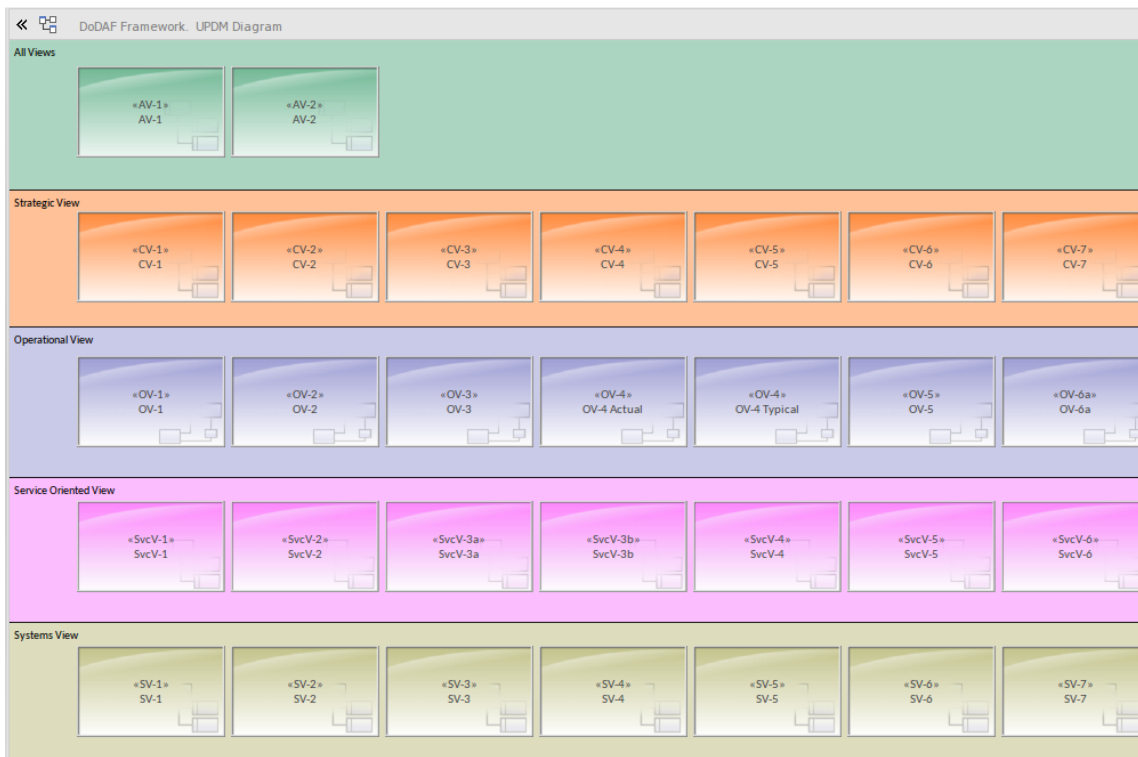 DoDAF Framework.  UPDM Diagram
All Views
«AV-1» «AV-2»
AV-1 AV-2
Strategic View
«CV-1» «CV-2» «CV-3» «CV-4» «CV-5» «CV-6» «CV-7»
CV-1 CV-2 CV-3 CV-4 CV-5 CV-6 CV-7
Operational View
«OV-1» «OV-2» «OV-3» «OV-4» «OV-4» «OV-5» «OV-6a»
OV-1 OV-2 OV-3 OV-4 Actual OV-4 Typical OV-5 OV-6a
Service Oriented View
«SvcV-1» «SvcV-2» «SvcV-3a» «SvcV-3b» «SvcV-4» «SvcV-5» «SvcV-6»
SvcV-1 SvcV-2 SvcV-3a SvcV-3b SvcV-4 SvcV-5 SvcV-6
Systems View
«SV-1» «SV-2» «SV-3» «SV-4» «SV-5» «SV-6» «SV-7»
SV-1 SV-2 SV-3 SV-4 SV-5 SV-6 SV-7